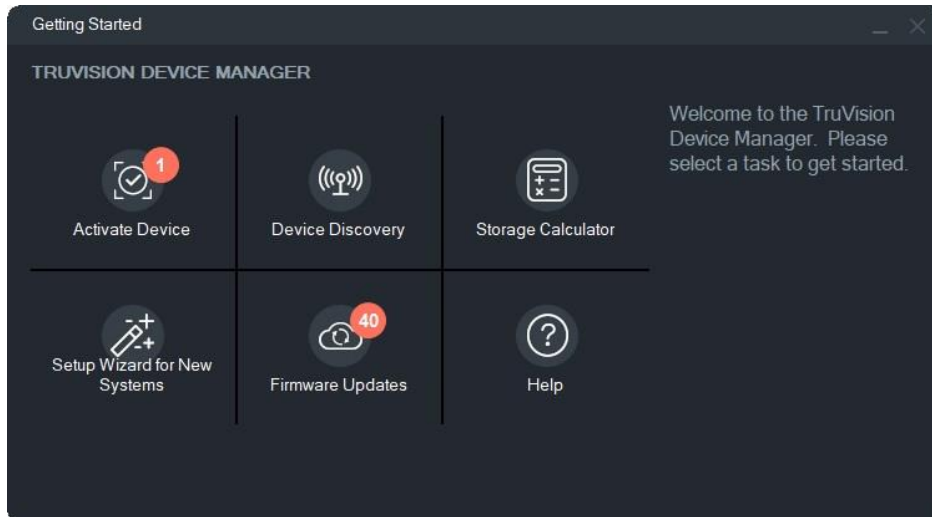 Getting Started
TRUVISION DEVICE MANAGER
Welcome to the TruVision
Device Manager. Please
select a task to get started.
1
Activate Device
Device Discovery
Storage Calculator
Setup Wizard for New
Systems
40
Firmware Updates
Help